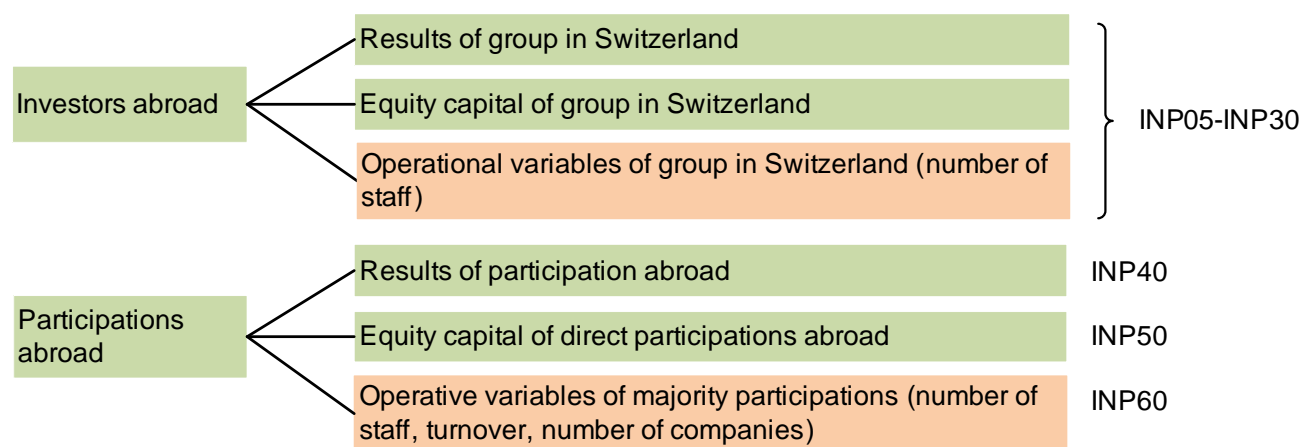 Results of group in Switzerland
Investors abroad
Equity capital of group in Switzerland
INP05-INP30
Operational variables of group in Switzerland (number of
staff)
Results of participation abroad
INP40
Participations
abroad
Equity capital of direct participations abroad
INP50
Operative variables of majority participations (number of
staff, turnover, number of companies)
INP60